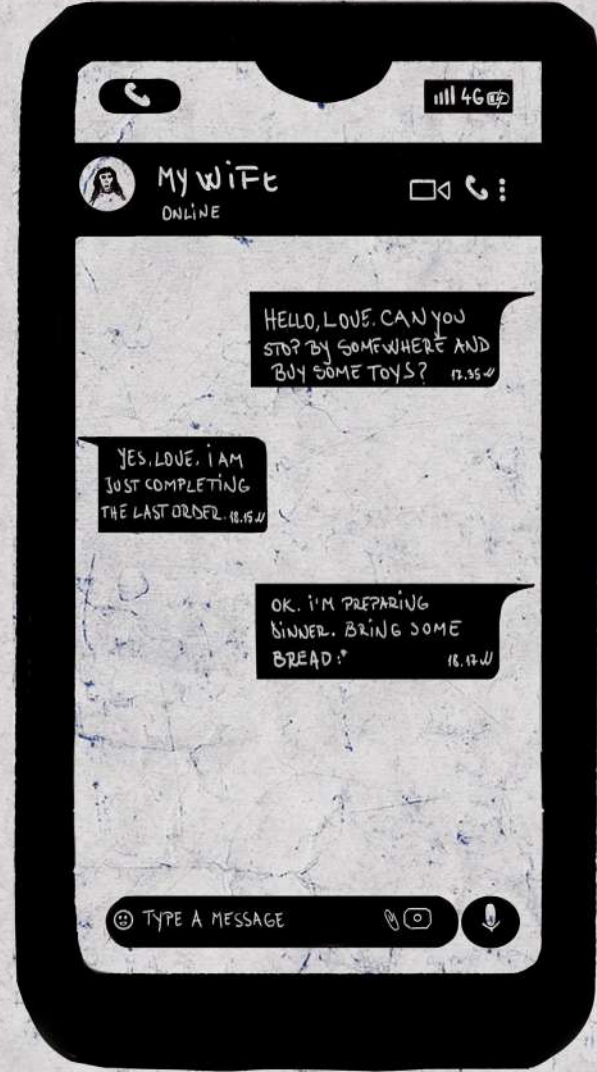 4G
MY WiFE
ONLiNE
HELLO, LOVE. CAN YOU
STOP BY SOMEWHERE AND
BUY SOME TOYS? 17.35
YES, LOVE. i AM
JUST COMPLETiNG
THE LAST ORDER. 18.15
OK. i'M PREPARiNG
DiNNER. BRiNG SOME
BREAD :* 18.17
TYPE A MESSAGE